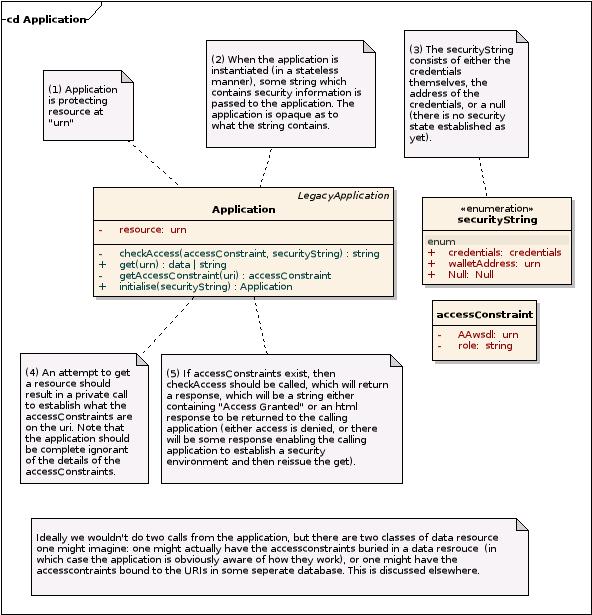 cd Application
(1) Application
is protecting
resource at
"urn"
(2) When the application is
instantiated (in a stateless
manner), some string which
contains security information is
passed to the application. The
application is opaque as to
what the string contains.
(3) The securityString
consists of either the
credentials
themselves, the
address of the
credentials, or a null
(there is no security
state established as
yet).
LegacyApplication
Application
- resource: urn
- checkAccess(accessConstraint, securityString) : string
+ get(urn) : data | string
- getAccessConstraint(uri) : accessConstraint
+ initialise(securityString) : Application
«enumeration»
securityString
enum
+ credentials: credentials
+ walletAddress: urn
+ Null: Null
accessConstraint
- AAwsdl: urn
- role: string
(4) An attempt to get
a resource should
result in a private call
to establish what the
accessConstraints are
on the uri. Note that
the application should
be complete ignorant
of the details of the
accessConstraints.
(5) If accessConstraints exist, then
checkAccess should be called, which will return
a response, which will be a string either
containing "Access Granted" or an html
response to be returned to the calling
application (either access is denied, or there
will be some response enabling the calling
application to establish a security
environment and then reissue the get).
Ideally we wouldn't do two calls from the application, but there are two classes of data resource
one might imagine: one might actually have the accessconstraints buried in a data resrouce (in
which case the application is obviously aware of how they work), or one might have the
accesscontraints bound to the URIs in some seperate database. This is discussed elsewhere.